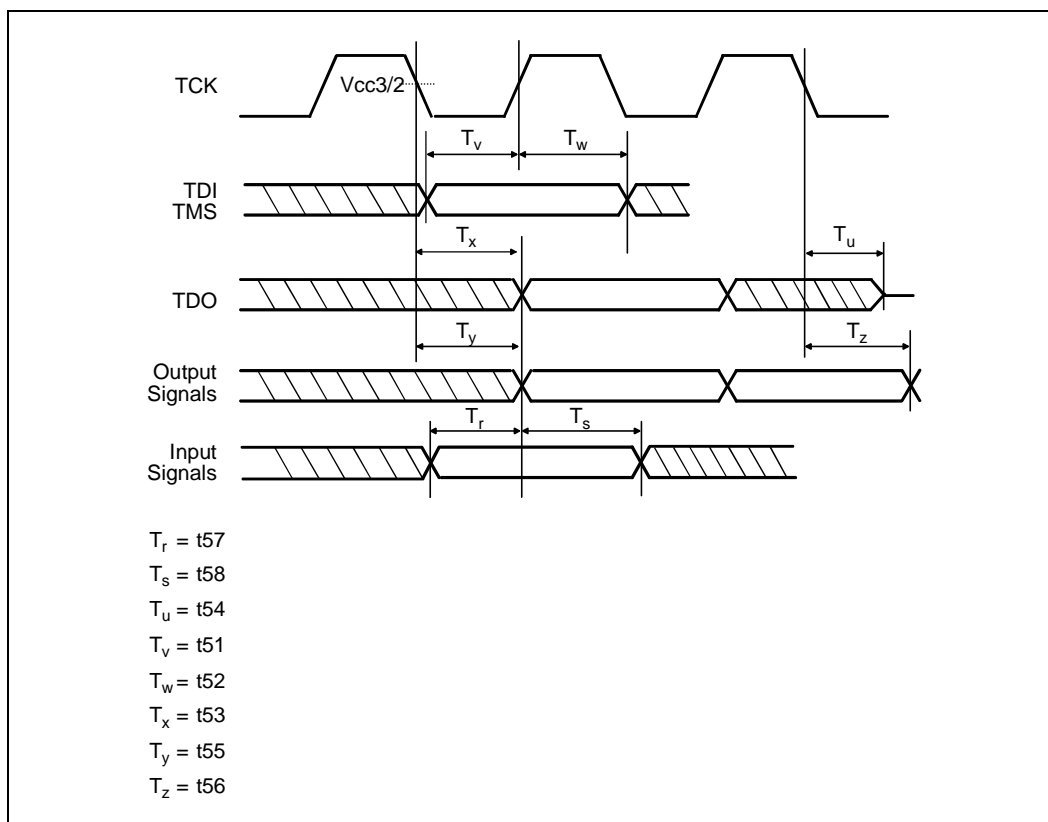 TCK
Vcc3/2
Tv
Tw
TDI
TMS
Tx
Tu
TDO
Ty
Tz
Output
Signals
Tr
Ts
Input
Signals
Tr = t57
Ts = t58
Tu = t54
Tv = t51
Tw = t52
Tx = t53
Ty = t55
Tz = t56